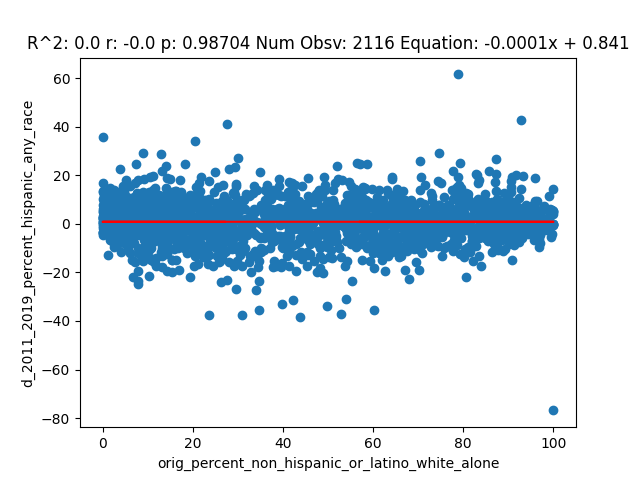 R^2: 0.0 r: -0.0 p: 0.98704 Num Obsv: 2116 Equation: -0.0001x + 0.841
d_2011_2019_percent_hispanic_any_race
60
40
20
0
−20
−40
−60
−80
0 20 40 60 80 100
orig_percent_non_hispanic_or_latino_white_alone